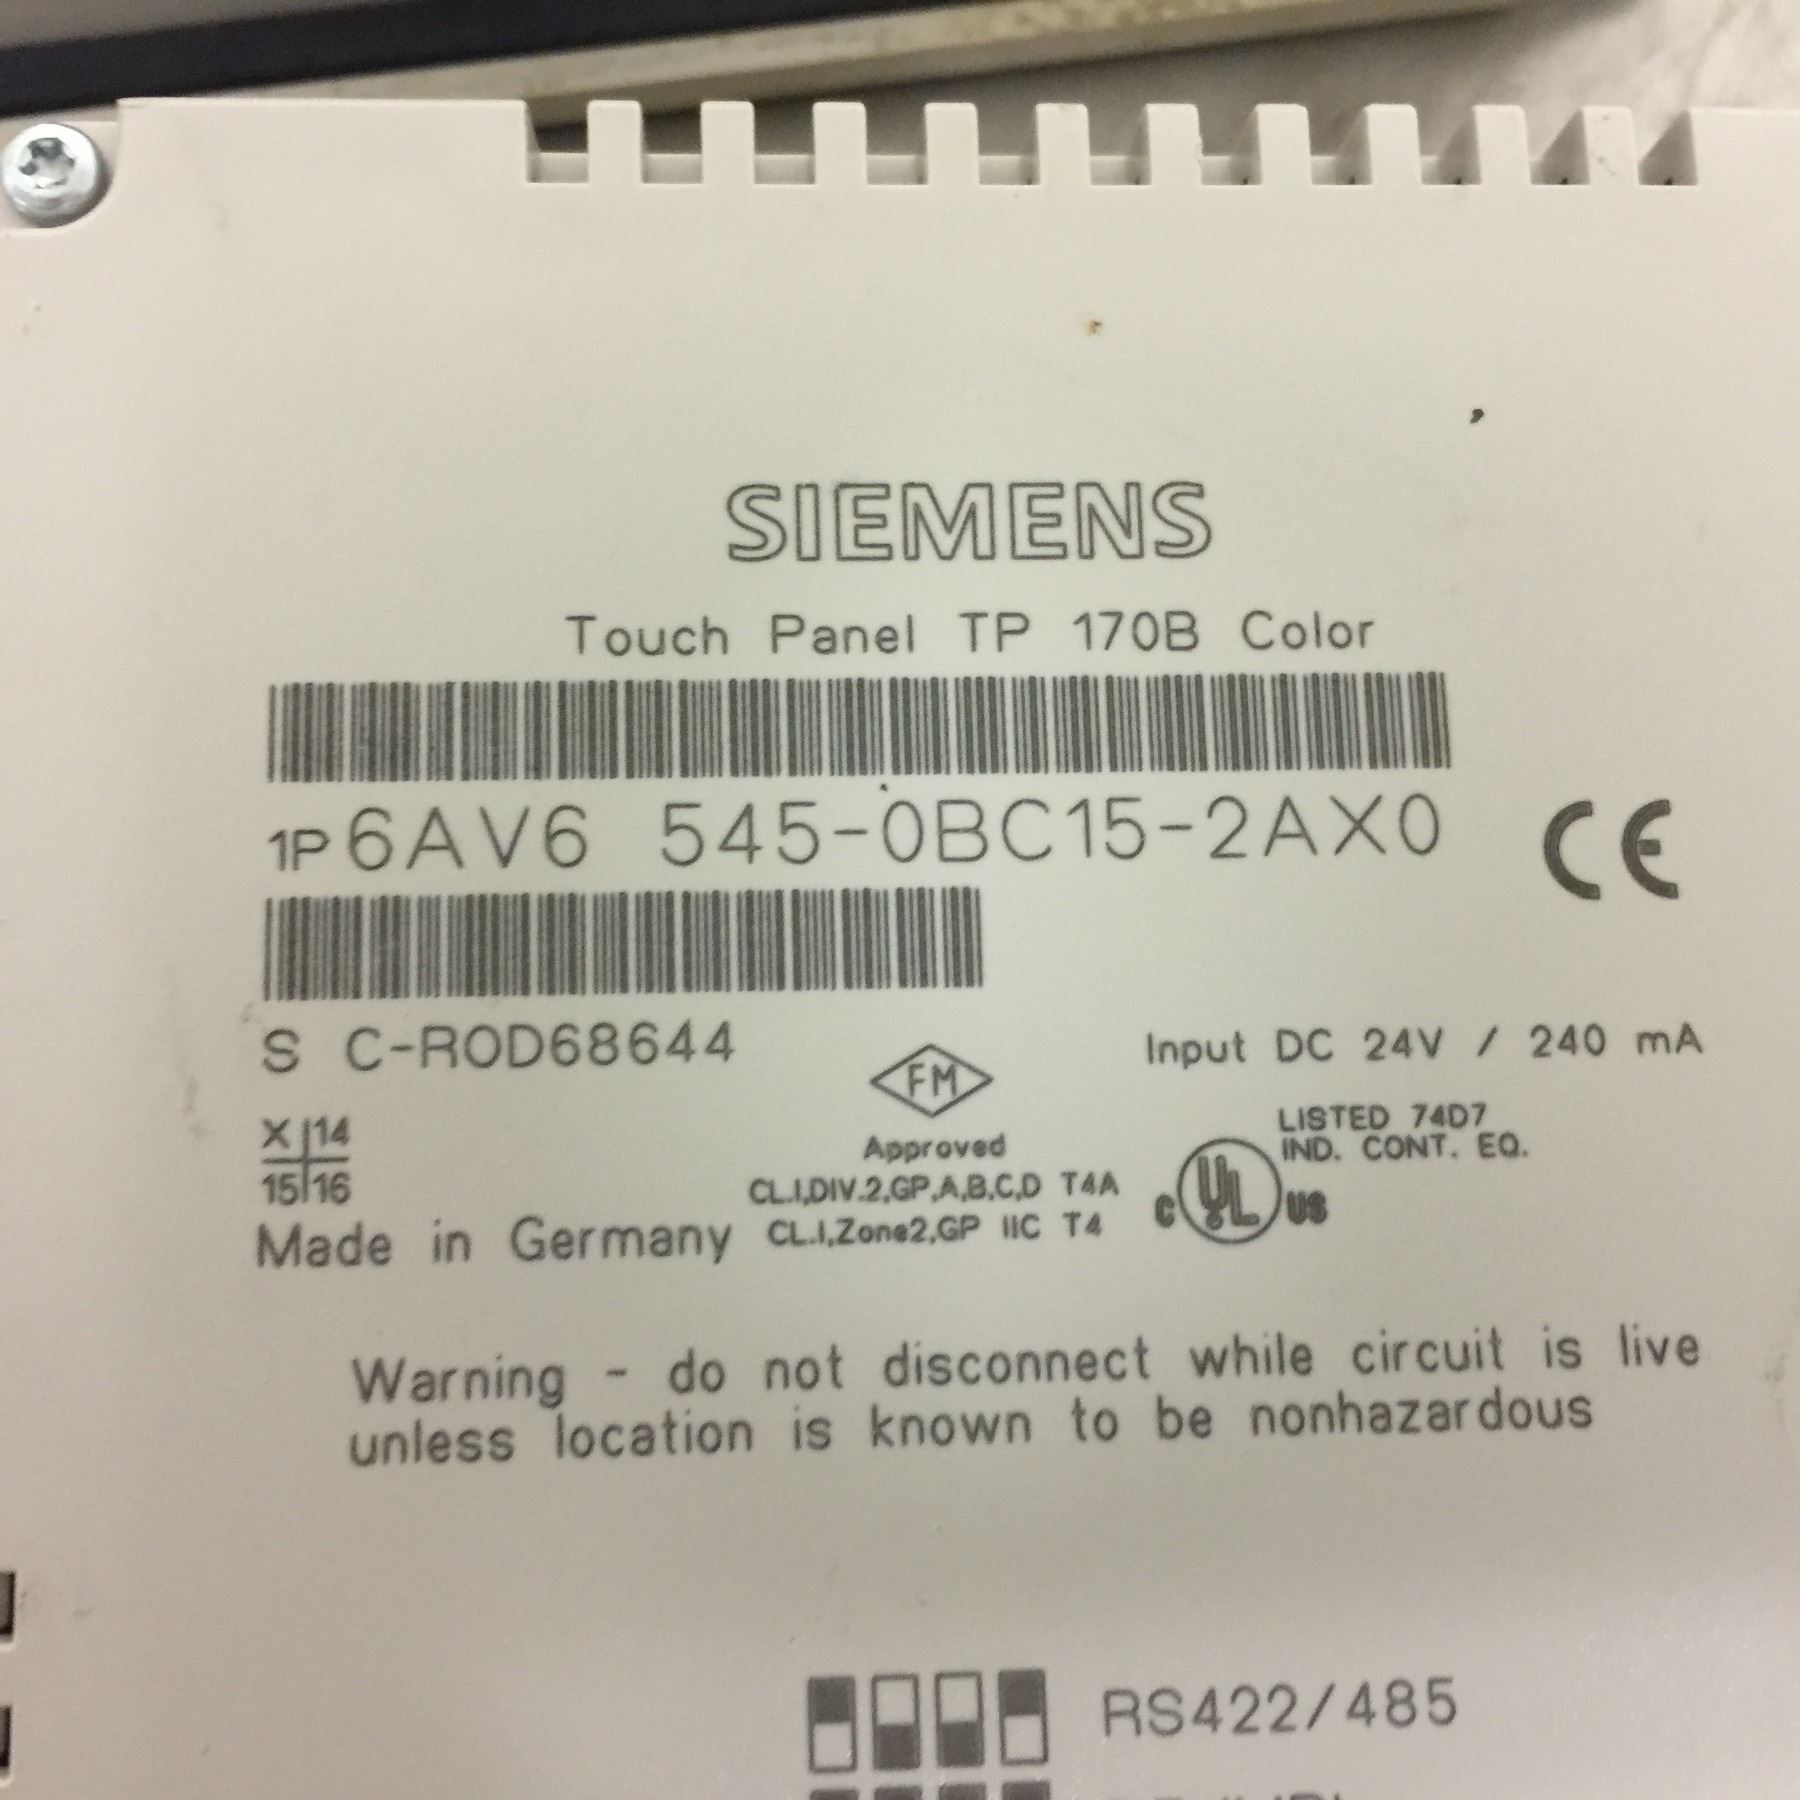 SIEMENS
Touch Panel TP 170B Color
1P 6AV6 545-0BC15-2AX0
CE
S C-R0D68644
Input DC 24V / 240 mA
FM
Approved
CL.I,DIV.2,GP,A,B,C,D T4A
CL.I,Zone2,GP IIC T4
LISTED 74D7
IND. CONT. EQ.
C UL US
X 14
15 16
Made in Germany
Warning - do not disconnect while circuit is live
unless location is known to be nonhazardous
RS422/485